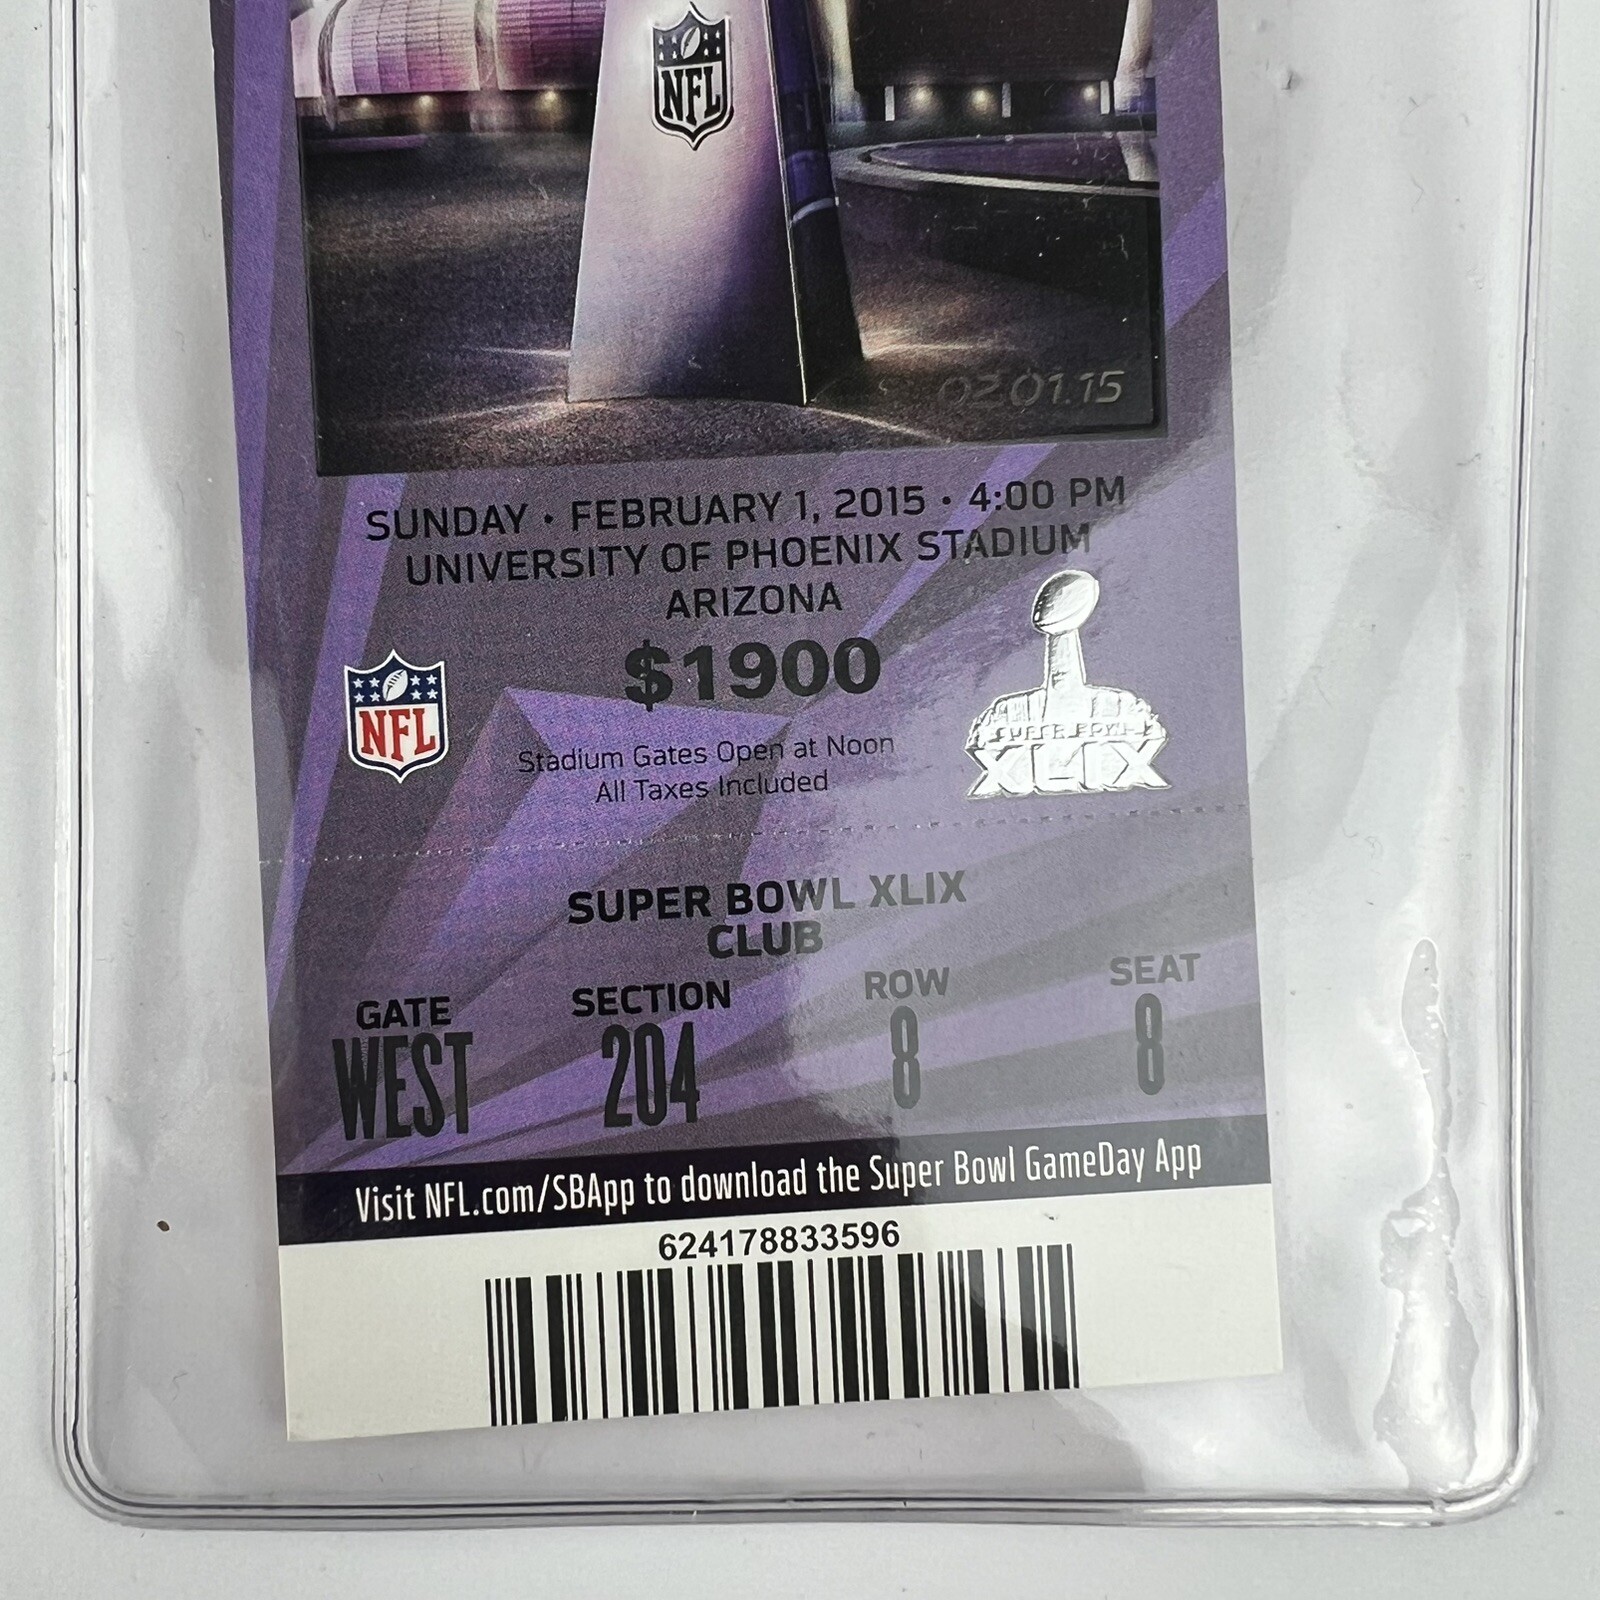 NFL
02.01.15
SUNDAY • FEBRUARY 1, 2015 • 4:00 PM
UNIVERSITY OF PHOENIX STADIUM
ARIZONA
$1900
NFL
Stadium Gates Open at Noon
All Taxes Included
SUPER BOWL
XLIX
SUPER BOWL XLIX
CLUB
GATE SECTION ROW SEAT
WEST 204 8 8
Visit NFL.com/SBApp to download the Super Bowl GameDay App
624178833596